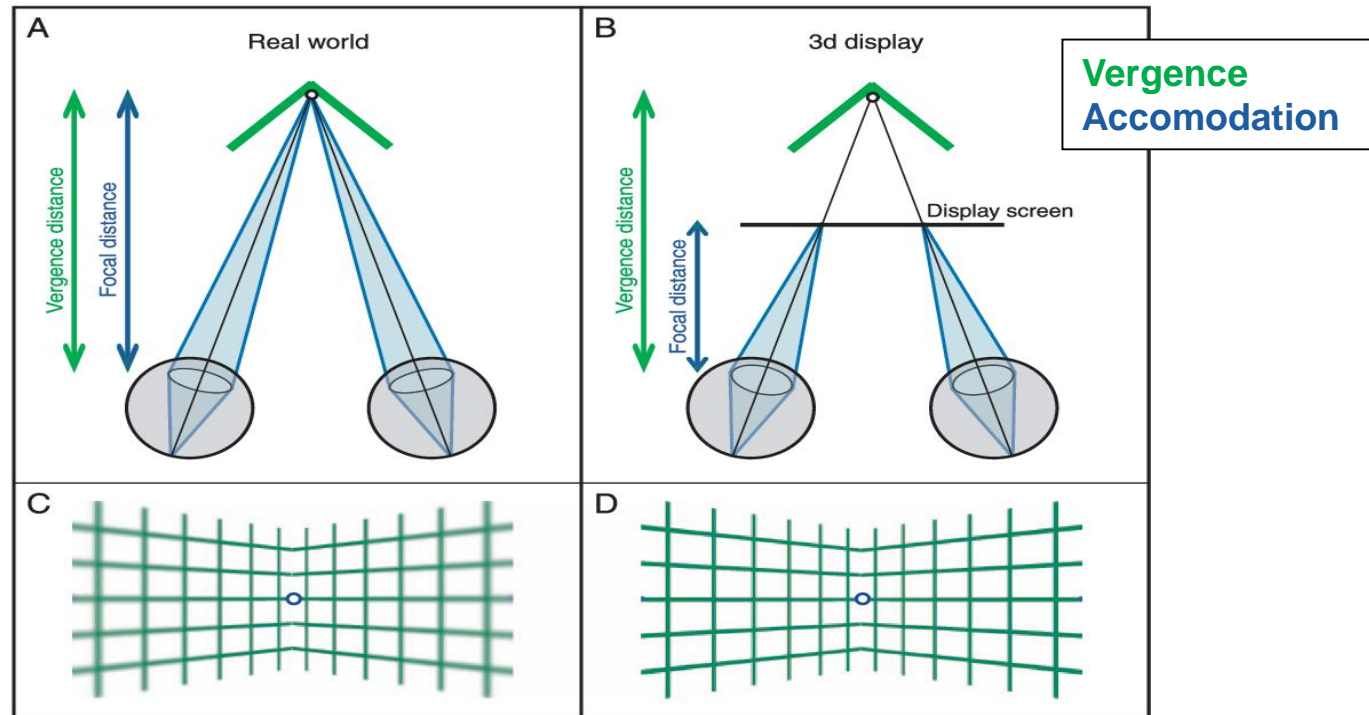 A
Real world
Vergence distance
Focal distance
B
3d display
Vergence
Accomodation
Vergence distance
Focal distance
Display screen
C
D